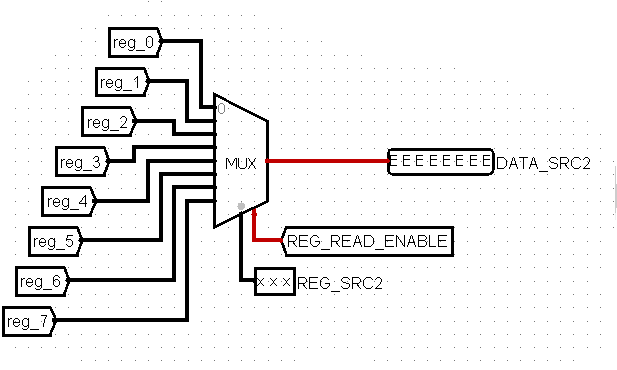 reg_0
reg_1
0
reg_2
reg_3
MUX
EEEEEEEE
DATA_SRC2
reg_4
reg_5
REG_READ_ENABLE
reg_6
xxx
REG_SRC2
reg_7